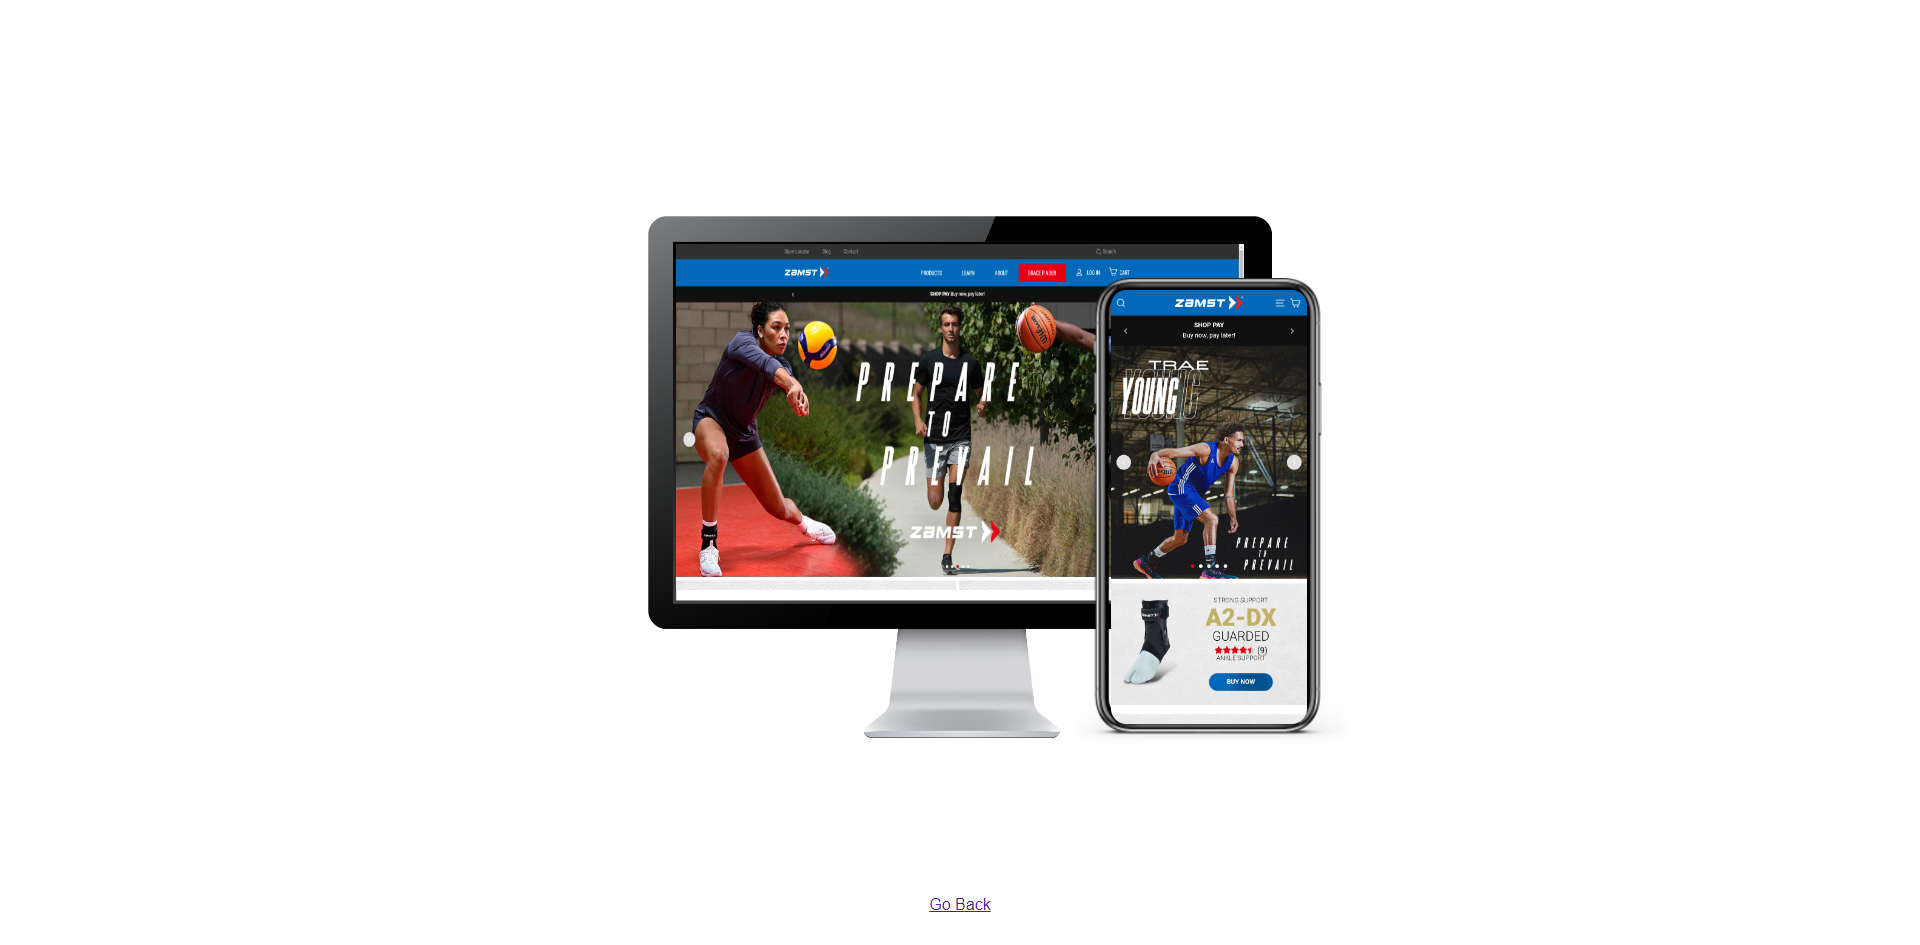 Store Locator Blog Contact Search
ZAMST PRODUCTS LEARN ABOUT BRACE FINDER LOG IN CART
SHOP PAY Buy now, pay later!
PREPARE
TO
PREVAIL
ZAMST
ZAMST
SHOP PAY
Buy now, pay later!
TRAE
YOUNG
PREPARE
TO
PREVAIL
STRONG SUPPORT
A2-DX
GUARDED
(9)
ANKLE SUPPORT
BUY NOW
Go Back